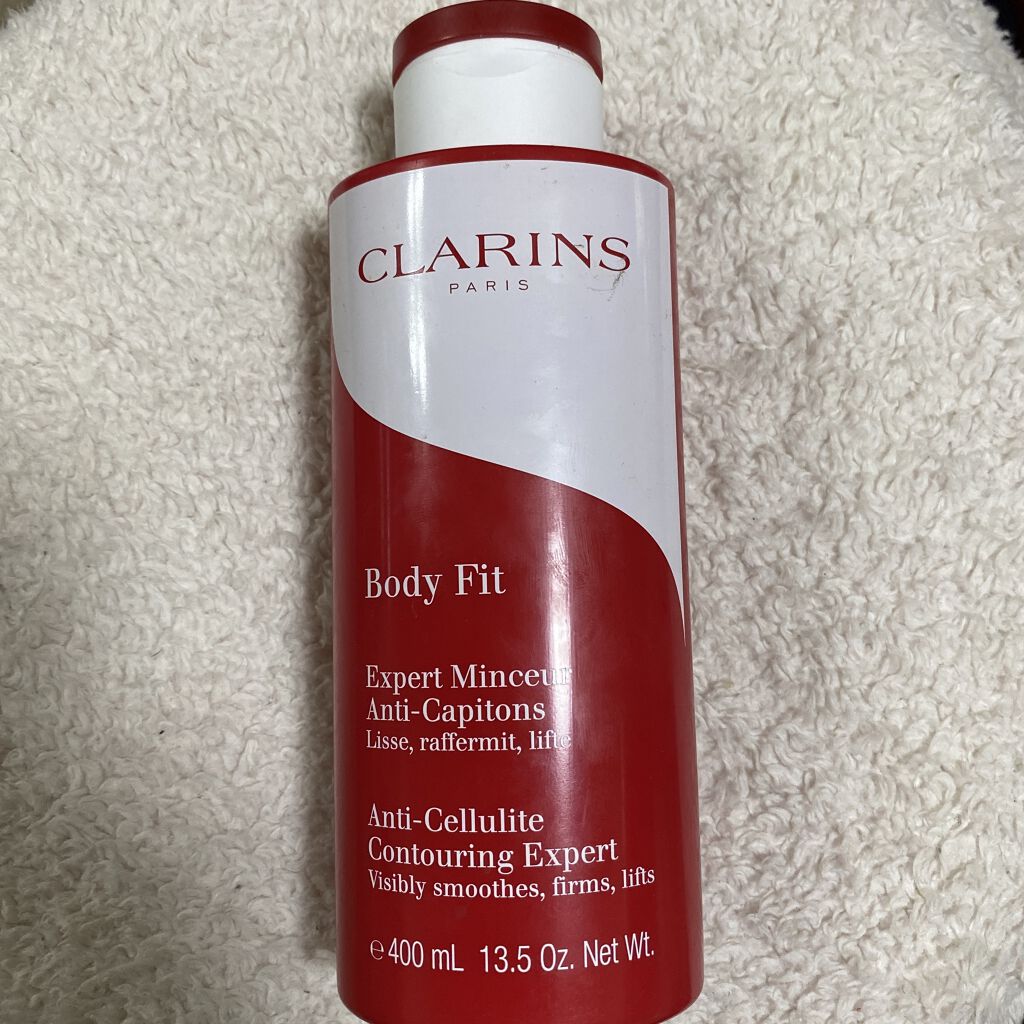 CLARINS
PARIS
Body Fit
Expert Minceur
Anti-Capitons
Lisse, raffermit, lifte
Anti-Cellulite
Contouring Expert
Visibly smoothes, firms, lifts
℮ 400 mL 13.5 Oz. Net Wt.